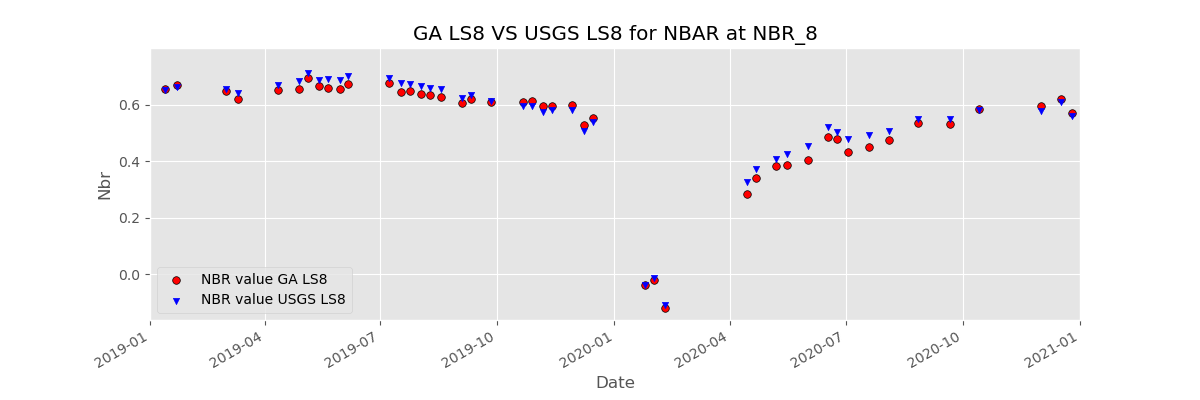 GA LS8 VS USGS LS8 for NBAR at NBR_8
Nbr
0.6
0.4
0.2
0.0
NBR value GA LS8
NBR value USGS LS8
2019-01
2019-04
2019-07
2019-10
2020-01
2020-04
2020-07
2020-10
2021-01
Date